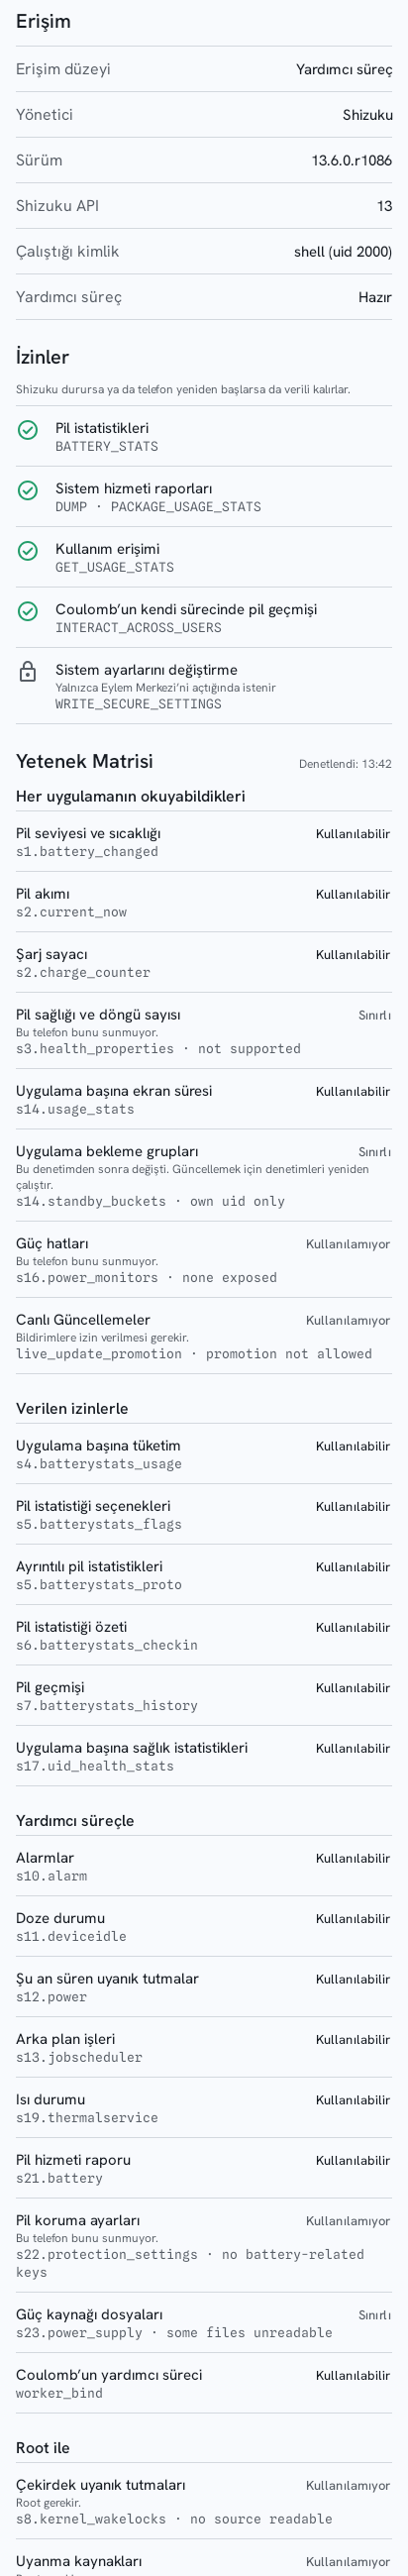 Erişim
Erişim düzeyi Yardımcı süreç
Yönetici Shizuku
Sürüm 13.6.0.r1086
Shizuku API 13
Çalıştığı kimlik shell (uid 2000)
Yardımcı süreç Hazır
İzinler
Shizuku durursa ya da telefon yeniden başlarsa da verili kalırlar.
Pil istatistikleri
BATTERY_STATS
Sistem hizmeti raporları
DUMP · PACKAGE_USAGE_STATS
Kullanım erişimi
GET_USAGE_STATS
Coulomb’un kendi sürecinde pil geçmişi
INTERACT_ACROSS_USERS
Sistem ayarlarını değiştirme
Yalnızca Eylem Merkezi’ni açtığında istenir
WRITE_SECURE_SETTINGS
Yetenek Matrisi Denetlendi: 13:42
Her uygulamanın okuyabildikleri
Pil seviyesi ve sıcaklığı Kullanılabilir
s1.battery_changed
Pil akımı Kullanılabilir
s2.current_now
Şarj sayacı Kullanılabilir
s2.charge_counter
Pil sağlığı ve döngü sayısı Sınırlı
Bu telefon bunu sunmuyor.
s3.health_properties · not supported
Uygulama başına ekran süresi Kullanılabilir
s14.usage_stats
Uygulama bekleme grupları Sınırlı
Bu denetimden sonra değişti. Güncellemek için denetimleri yeniden
çalıştır.
s14.standby_buckets · own uid only
Güç hatları Kullanılamıyor
Bu telefon bunu sunmuyor.
s16.power_monitors · none exposed
Canlı Güncellemeler Kullanılamıyor
Bildirimlere izin verilmesi gerekir.
live_update_promotion · promotion not allowed
Verilen izinlerle
Uygulama başına tüketim Kullanılabilir
s4.batterystats_usage
Pil istatistiği seçenekleri Kullanılabilir
s5.batterystats_flags
Ayrıntılı pil istatistikleri Kullanılabilir
s5.batterystats_proto
Pil istatistiği özeti Kullanılabilir
s6.batterystats_checkin
Pil geçmişi Kullanılabilir
s7.batterystats_history
Uygulama başına sağlık istatistikleri Kullanılabilir
s17.uid_health_stats
Yardımcı süreçle
Alarmlar Kullanılabilir
s10.alarm
Doze durumu Kullanılabilir
s11.deviceidle
Şu an süren uyanık tutmalar Kullanılabilir
s12.power
Arka plan işleri Kullanılabilir
s13.jobscheduler
Isı durumu Kullanılabilir
s19.thermalservice
Pil hizmeti raporu Kullanılabilir
s21.battery
Pil koruma ayarları Kullanılamıyor
Bu telefon bunu sunmuyor.
s22.protection_settings · no battery-related
keys
Güç kaynağı dosyaları Sınırlı
s23.power_supply · some files unreadable
Coulomb’un yardımcı süreci Kullanılabilir
worker_bind
Root ile
Çekirdek uyanık tutmaları Kullanılamıyor
Root gerekir.
s8.kernel_wakelocks · no source readable
Uyanma kaynakları Kullanılamıyor